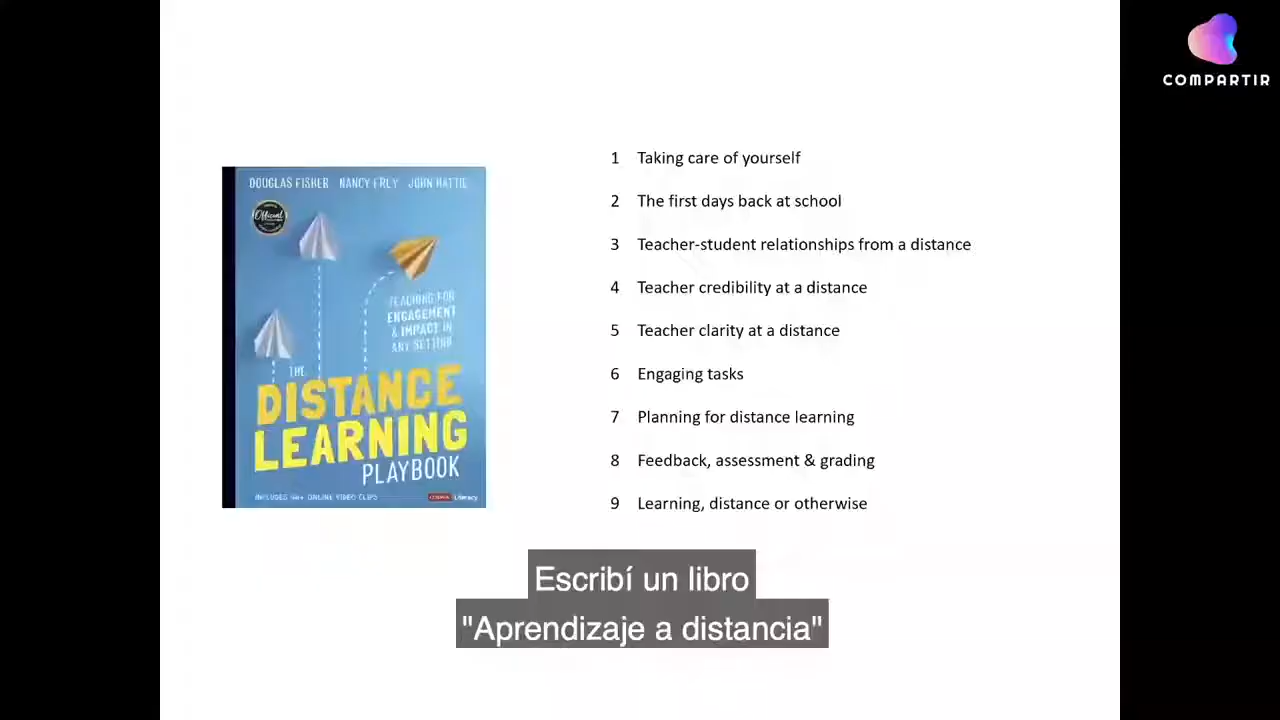 COMPARTIR
DOUGLAS FISHER NANCY FREY JOHN HATTIE
Official
TEACHING FOR
ENGAGEMENT
& IMPACT IN
ANY SETTING
THE
DISTANCE
LEARNING
PLAYBOOK
ONLINE VIDEO CLIPS
Literacy
1 Taking care of yourself
2 The first days back at school
3 Teacher-student relationships from a distance
4 Teacher credibility at a distance
5 Teacher clarity at a distance
6 Engaging tasks
7 Planning for distance learning
8 Feedback, assessment & grading
9 Learning, distance or otherwise
Escribí un libro
"Aprendizaje a distancia"